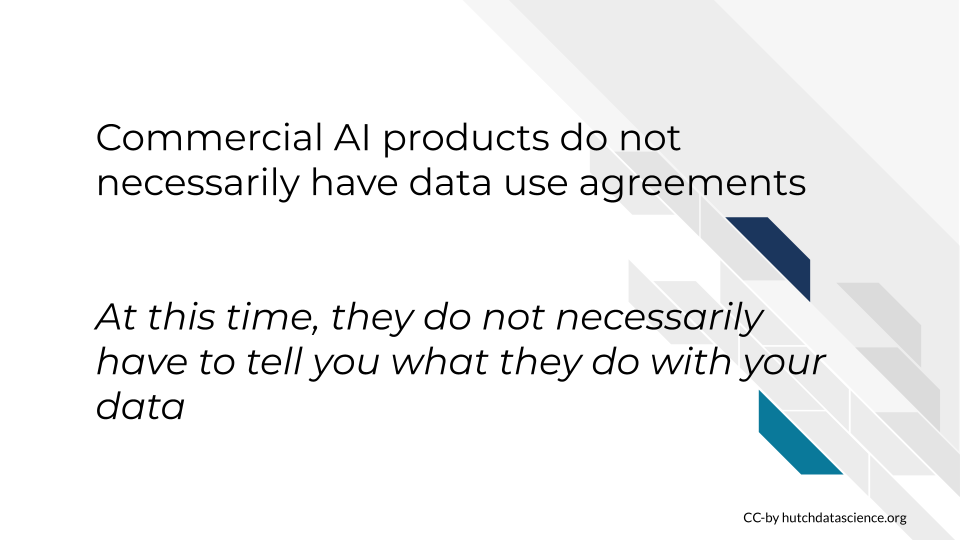 Commercial AI products do not
necessarily have data use agreements
At this time, they do not necessarily
have to tell you what they do with your
data
CC-by hutchdatascience.org